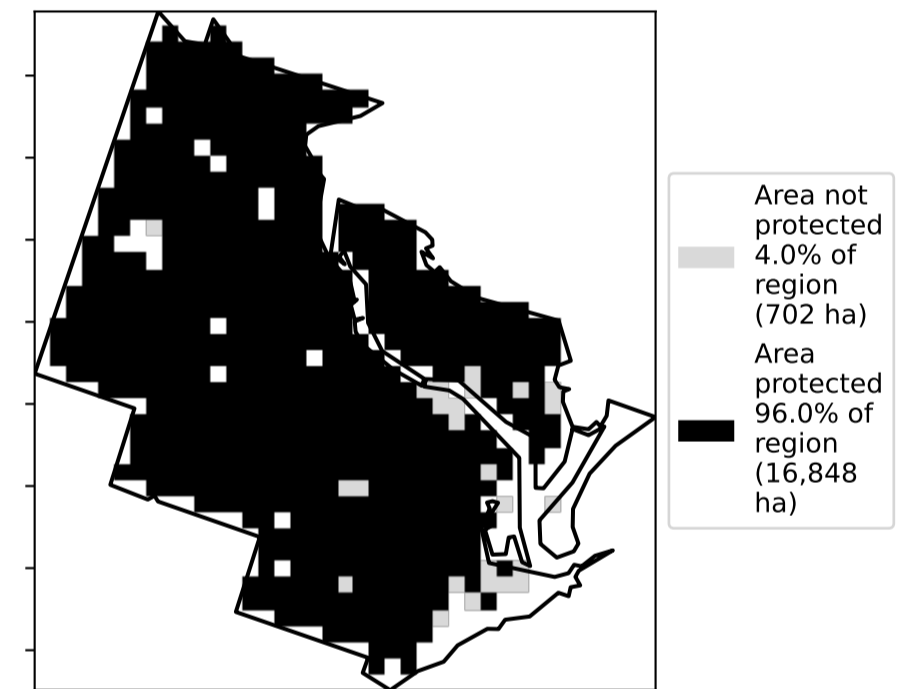 Area not
protected
4.0% of
region
(702 ha)
Area
protected
96.0% of
region
(16,848
ha)